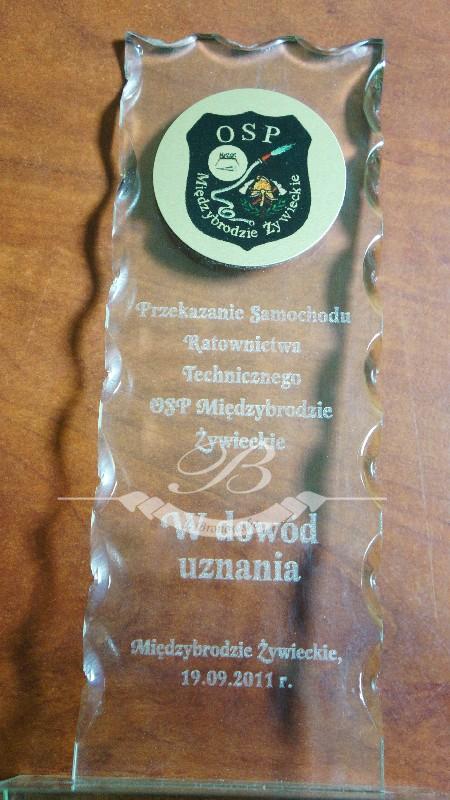 OSP
Międzybrodzie Żywieckie
Przekazanie Samochodu
Ratownictwa
Technicznego
OSP Międzybrodzie
Żywieckie
B
W dowód
uznania
Międzybrodzie Żywieckie,
19.09.2011 r.